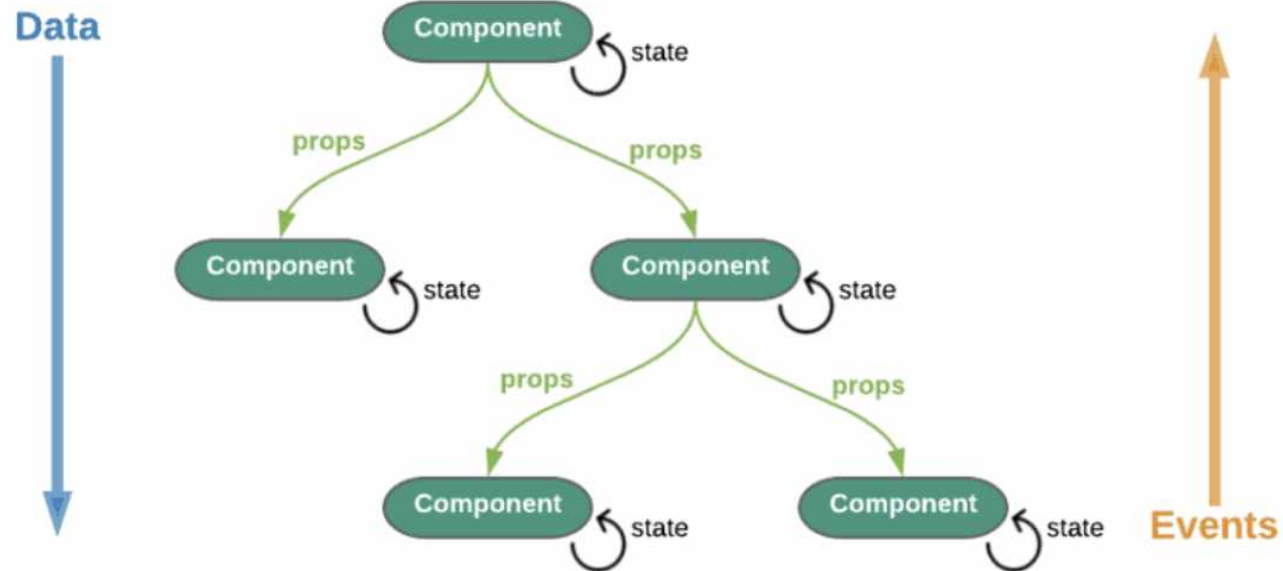 Data
Component
state
props
props
Component
state
Component
state
props
props
Component
state
Component
state
Events